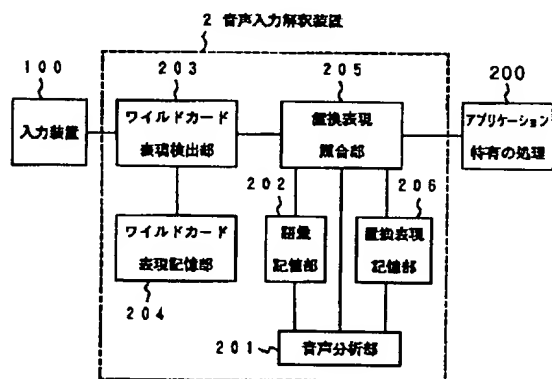 2 音声入力解釈装置
100
203
205
200
入力装置
ワイルドカード
表現検出部
置換表現
照合部
アプリケーション
特有の処理
202
206
ワイルドカード
表現記憶部
語彙
記憶部
置換表現
記憶部
204
201
音声分析部